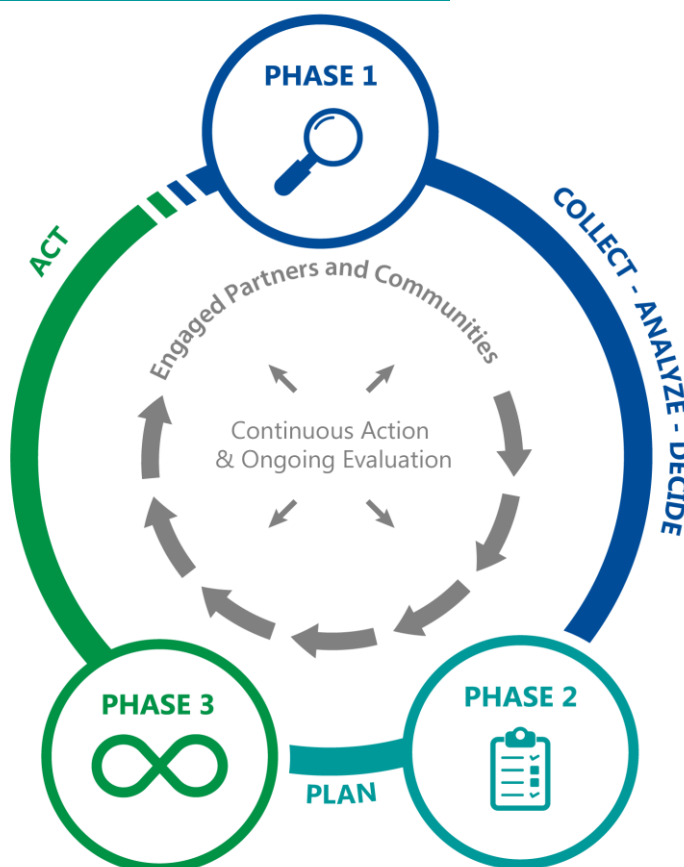 PHASE 1
COLLECT - ANALYZE - DECIDE
ACT
Engaged Partners and Communities
Continuous Action
& Ongoing Evaluation
PHASE 2
PHASE 3
PLAN